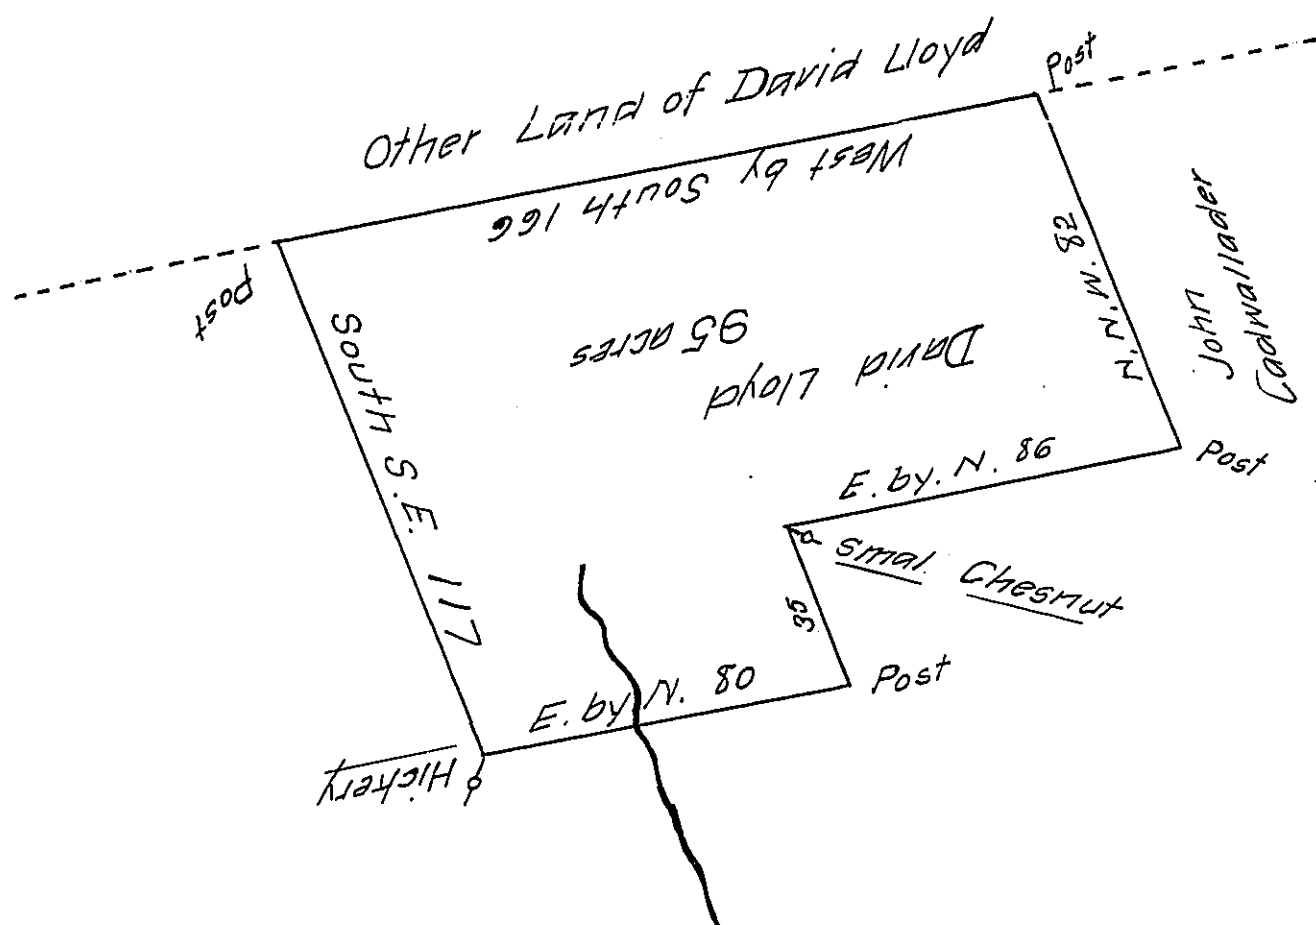 Other Land of David Lloyd
Post
West by South 166
Post
South S.E. 117
David Lloyd
95 acres
N.N.W. 82
John
Cadwallader
E. by. N. 86
Post
smal. Chesnut
35
E. by N. 80
Post
Hickery